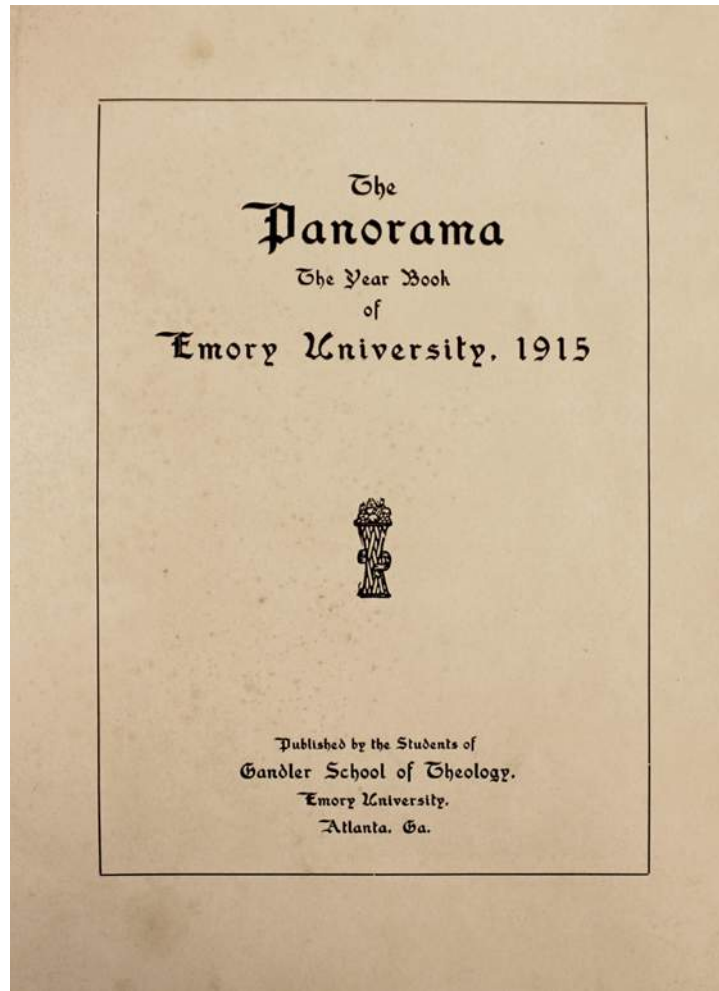 The
Panorama
The Year Book
of
Emory University, 1915
Published by the Students of
Candler School of Theology,
Emory University,
Atlanta, Ga.